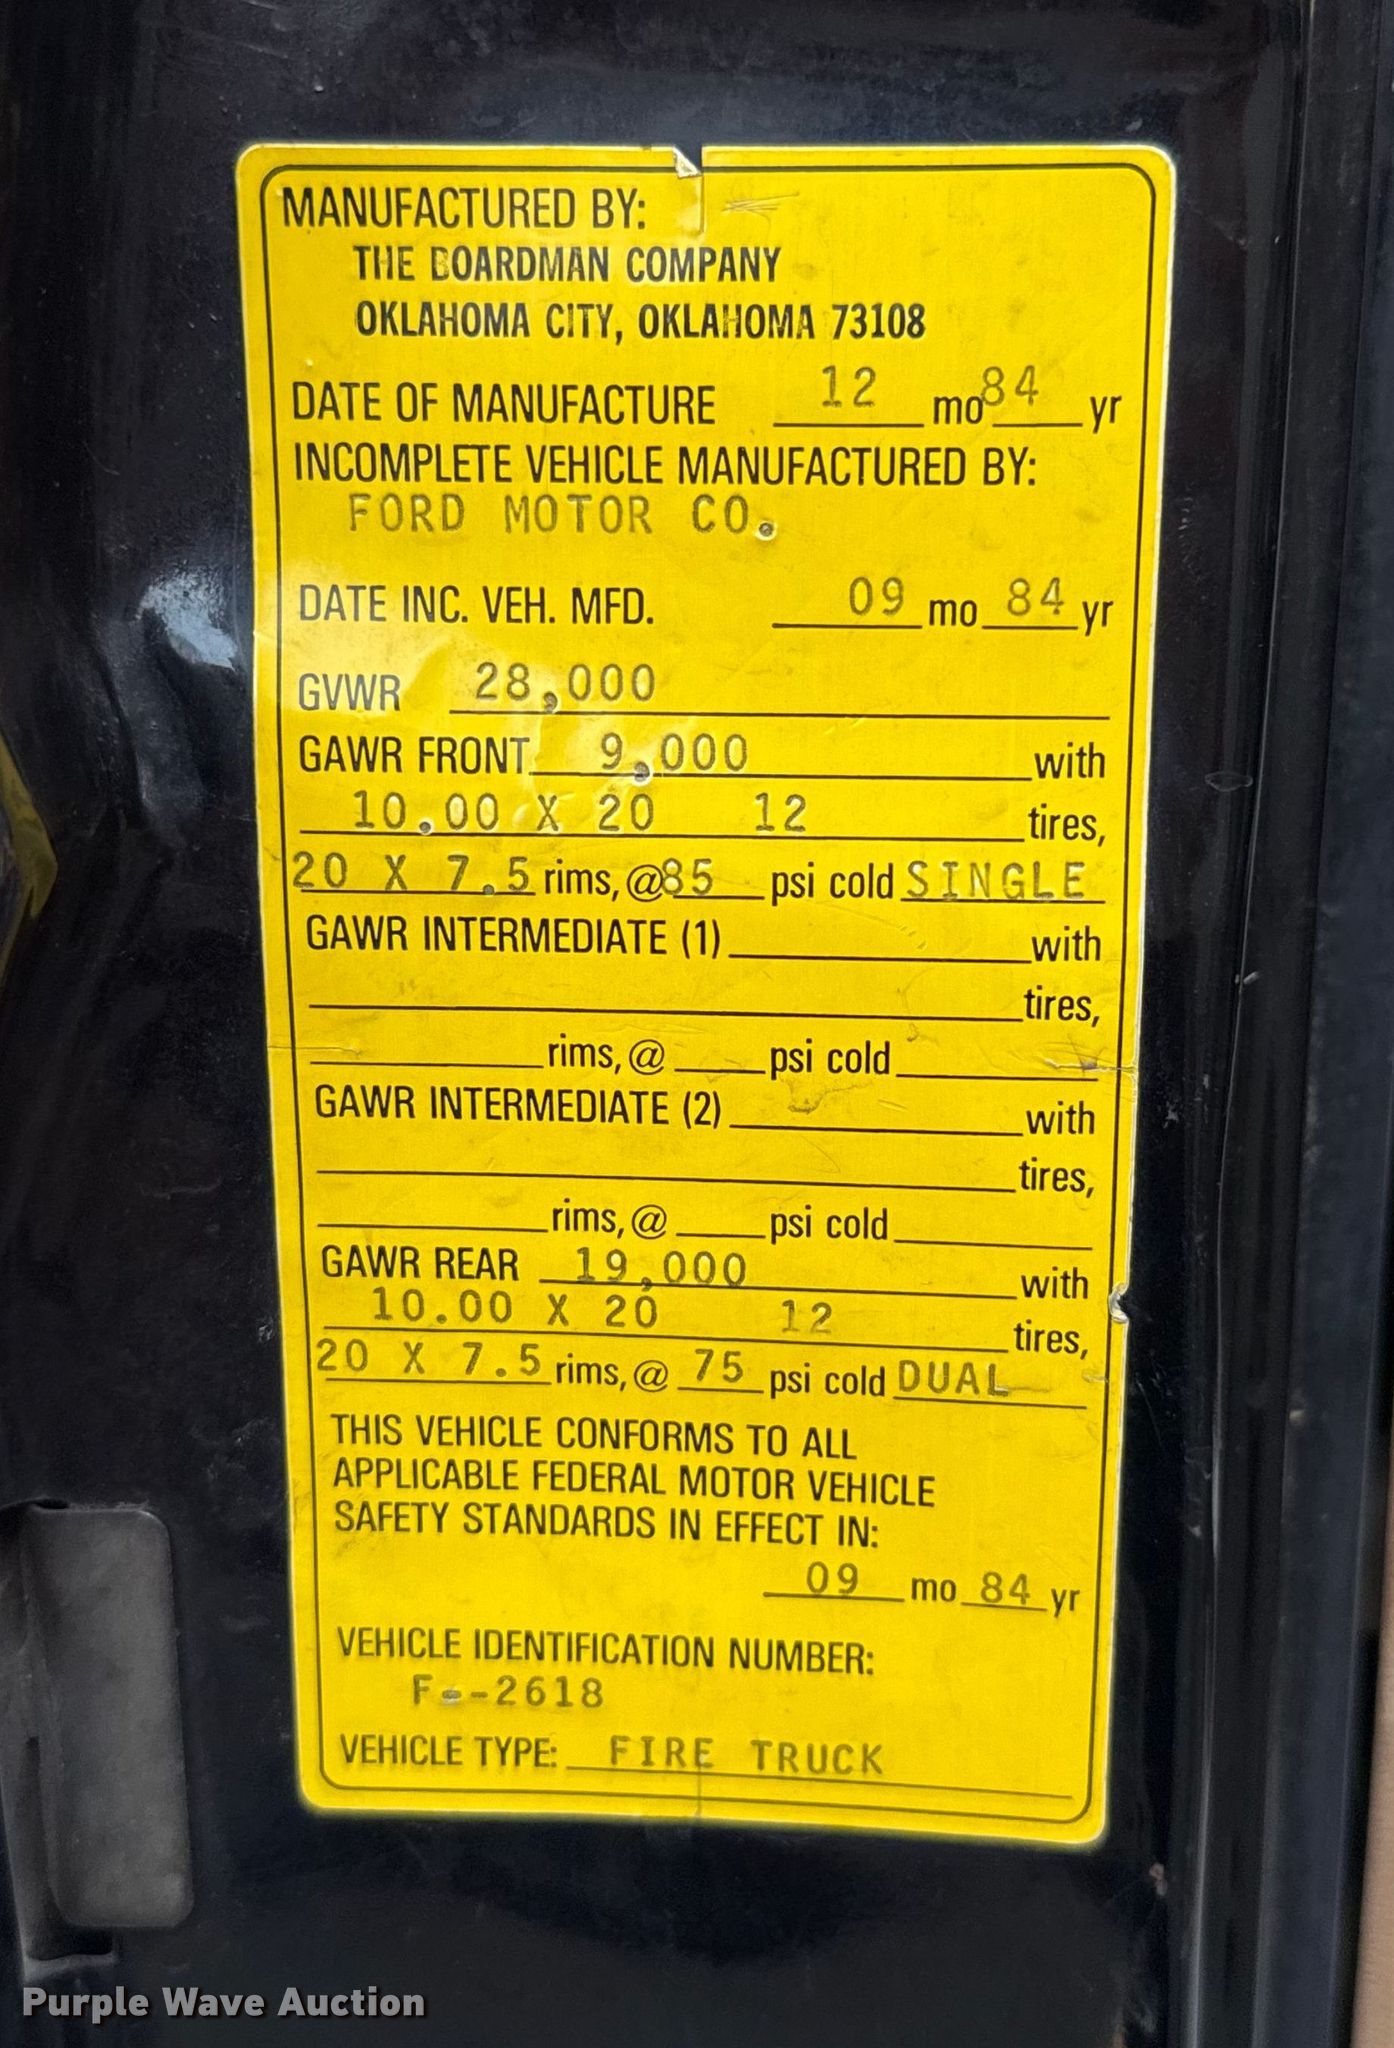 MANUFACTURED BY:
THE BOARDMAN COMPANY
OKLAHOMA CITY, OKLAHOMA 73108
DATE OF MANUFACTURE 12 mo 84 yr
INCOMPLETE VEHICLE MANUFACTURED BY:
FORD MOTOR CO.
DATE INC. VEH. MFD. 09 mo 84 yr
GVWR 28,000
GAWR FRONT 9,000 with
10.00 X 20 12 tires,
20 X 7.5 rims, @ 85 psi cold SINGLE
GAWR INTERMEDIATE (1) with
tires,
rims, @ psi cold
GAWR INTERMEDIATE (2) with
tires,
rims, @ psi cold
GAWR REAR 19,000 with
10.00 X 20 12 tires,
20 X 7.5 rims, @ 75 psi cold DUAL
THIS VEHICLE CONFORMS TO ALL
APPLICABLE FEDERAL MOTOR VEHICLE
SAFETY STANDARDS IN EFFECT IN:
09 mo 84 yr
VEHICLE IDENTIFICATION NUMBER:
F--2618
VEHICLE TYPE: FIRE TRUCK
Purple Wave Auction